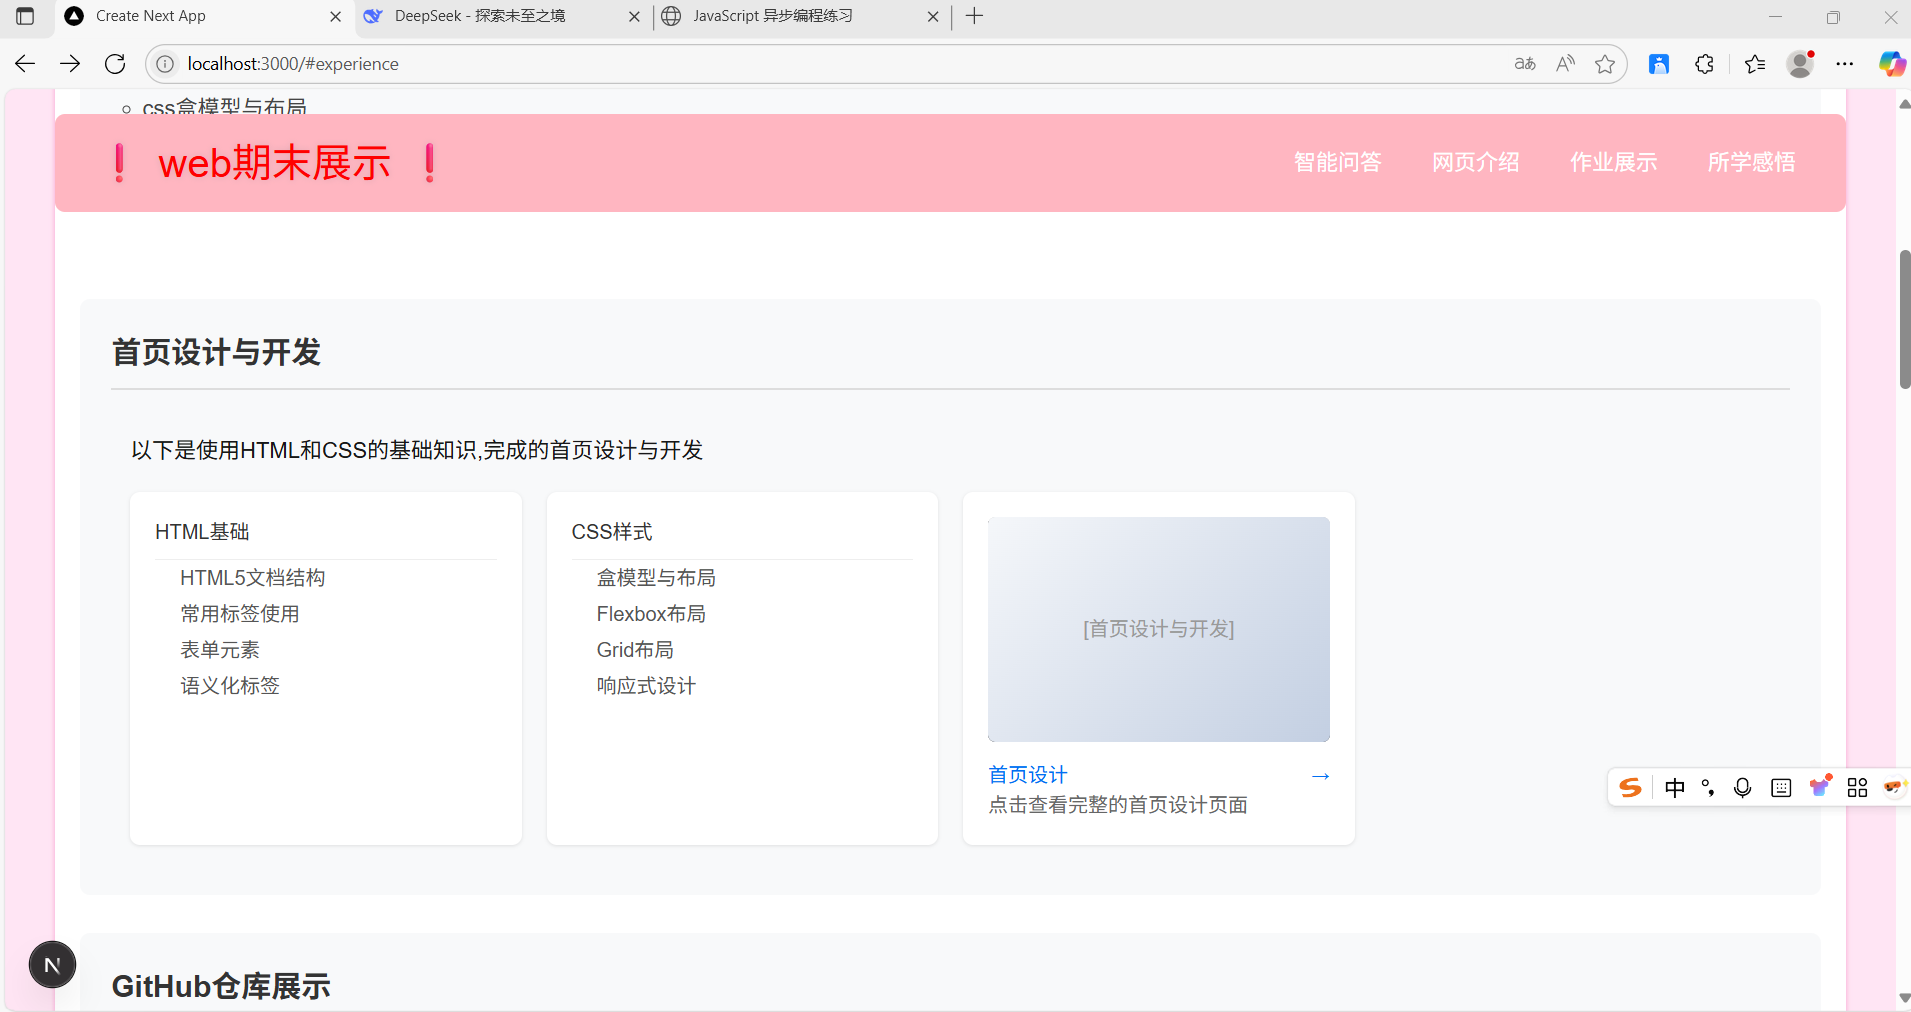 Create Next App
DeepSeek - 探索未至之境
JavaScript 异步编程练习
localhost:3000/#experience
css盒模型与布局
❗ web期末展示 ❗
智能问答
网页介绍
作业展示
所学感悟
首页设计与开发
以下是使用HTML和CSS的基础知识,完成的首页设计与开发
HTML基础
HTML5文档结构
常用标签使用
表单元素
语义化标签
CSS样式
盒模型与布局
Flexbox布局
Grid布局
响应式设计
[首页设计与开发]
首页设计 →
点击查看完整的首页设计页面
中
N
GitHub仓库展示